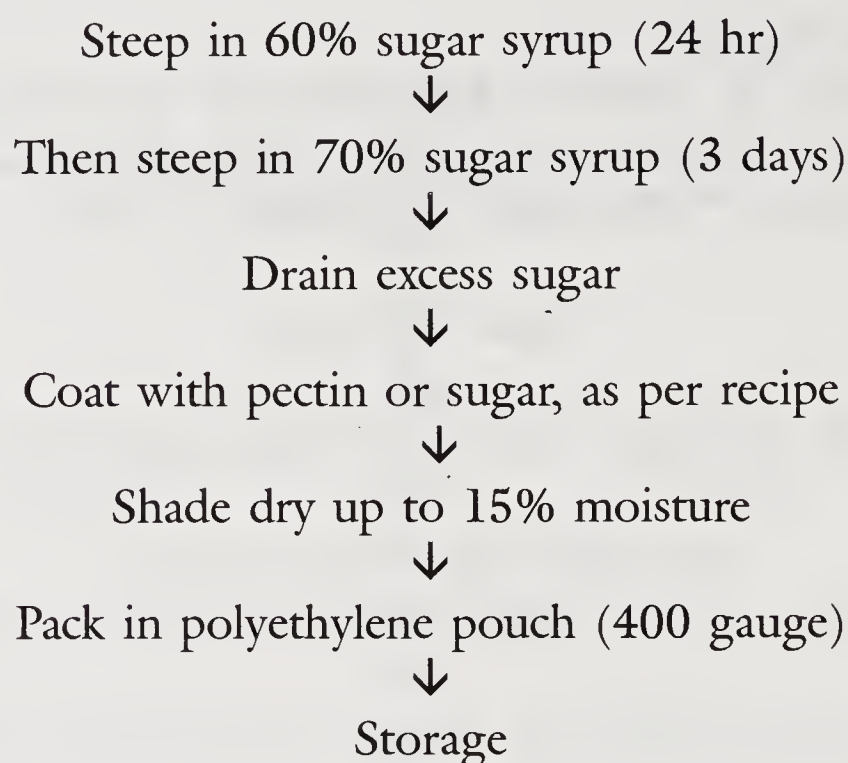 Steep in 60% sugar syrup (24 hr)
↓
Then steep in 70% sugar syrup (3 days)
↓
Drain excess sugar
↓
Coat with pectin or sugar, as per recipe
↓
Shade dry up to 15% moisture
↓
Pack in polyethylene pouch (400 gauge)
↓
Storage